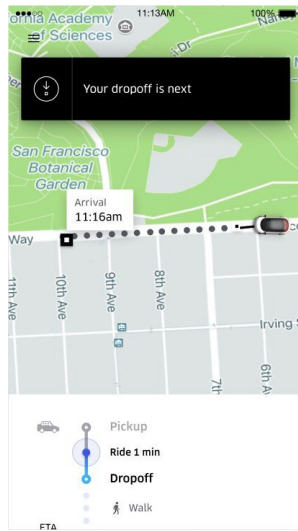 11:13AM
100%
ornia Academy
of Sciences
Dr
Your dropoff is next
San Francisco
Botanical
Garden
Arrival
11:16am
Way
11th Ave
10th Ave
9th Ave
8th Ave
7th
6th Av
Irving S
Pickup
Ride 1 min
Dropoff
Walk
ETA